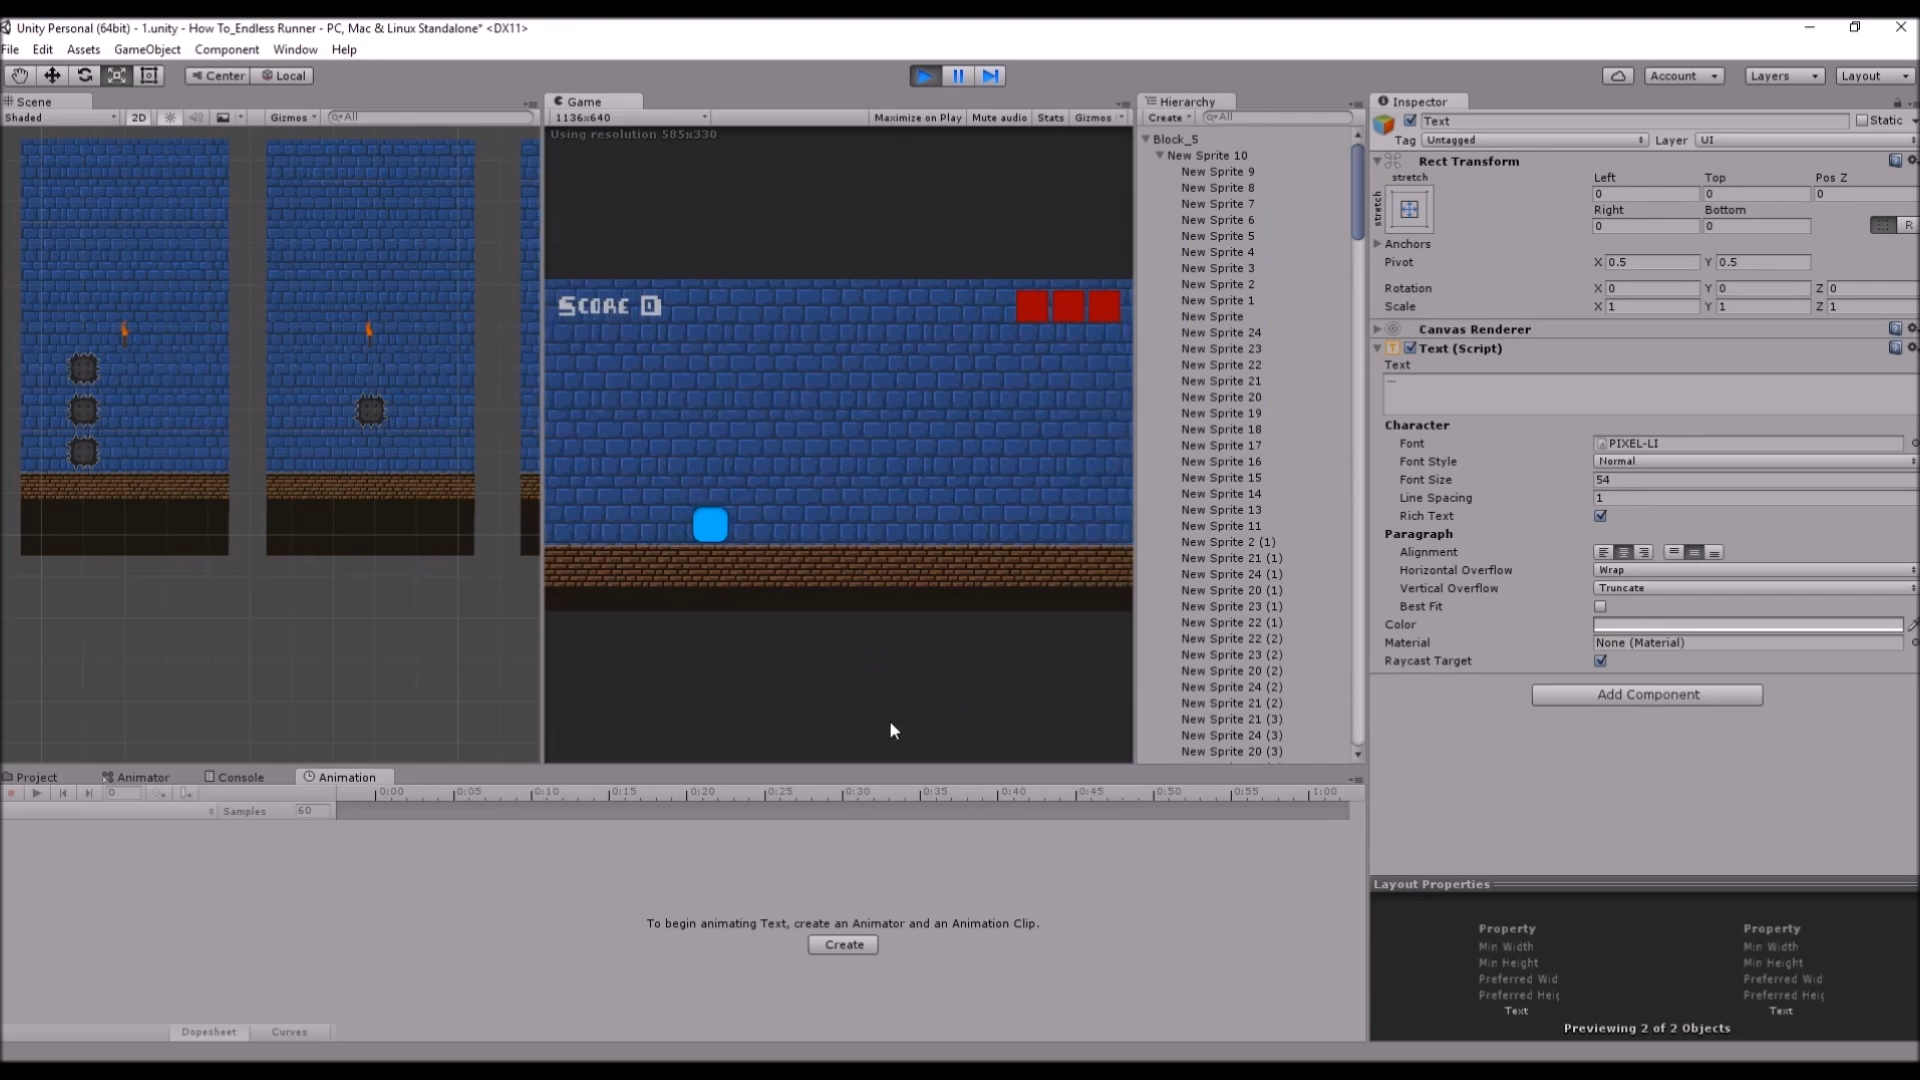 Unity Personal (64bit) - 1.unity - How To_Endless Runner - PC, Mac & Linux Standalone* <DX11>
File Edit Assets GameObject Component Window Help
Center Local
Account Layers Layout
Scene
Shaded 2D Gizmos All
Game
1136x640 Maximize on Play Mute audio Stats Gizmos
Using resolution 585x330
SCORE 0
Hierarchy
Create All
Block_5
New Sprite 10
New Sprite 9
New Sprite 8
New Sprite 7
New Sprite 6
New Sprite 5
New Sprite 4
New Sprite 3
New Sprite 2
New Sprite 1
New Sprite
New Sprite 24
New Sprite 23
New Sprite 22
New Sprite 21
New Sprite 20
New Sprite 19
New Sprite 18
New Sprite 17
New Sprite 16
New Sprite 15
New Sprite 14
New Sprite 13
New Sprite 11
New Sprite 2 (1)
New Sprite 21 (1)
New Sprite 24 (1)
New Sprite 20 (1)
New Sprite 23 (1)
New Sprite 22 (1)
New Sprite 22 (2)
New Sprite 23 (2)
New Sprite 20 (2)
New Sprite 24 (2)
New Sprite 21 (2)
New Sprite 21 (3)
New Sprite 24 (3)
New Sprite 20 (3)
Inspector
Text Static
Tag Untagged Layer UI
Rect Transform
stretch Left Top Pos Z
stretch 0 0 0
Right Bottom
0 0 R
Anchors
Pivot X 0.5 Y 0.5
Rotation X 0 Y 0 Z 0
Scale X 1 Y 1 Z 1
Canvas Renderer
Text (Script)
Text
Character
Font PIXEL-LI
Font Style Normal
Font Size 54
Line Spacing 1
Rich Text
Paragraph
Alignment
Horizontal Overflow Wrap
Vertical Overflow Truncate
Best Fit
Color
Material None (Material)
Raycast Target
Add Component
Layout Properties
Property Property
Min Width Min Width
Min Height Min Height
Preferred Wid Preferred Wid
Preferred Heig Preferred Heig
Text Text
Previewing 2 of 2 Objects
Project Animator Console Animation
0 0:00 0:05 0:10 0:15 0:20 0:25 0:30 0:35 0:40 0:45 0:50 0:55 1:00
Samples 60
To begin animating Text, create an Animator and an Animation Clip.
Create
Dopesheet Curves